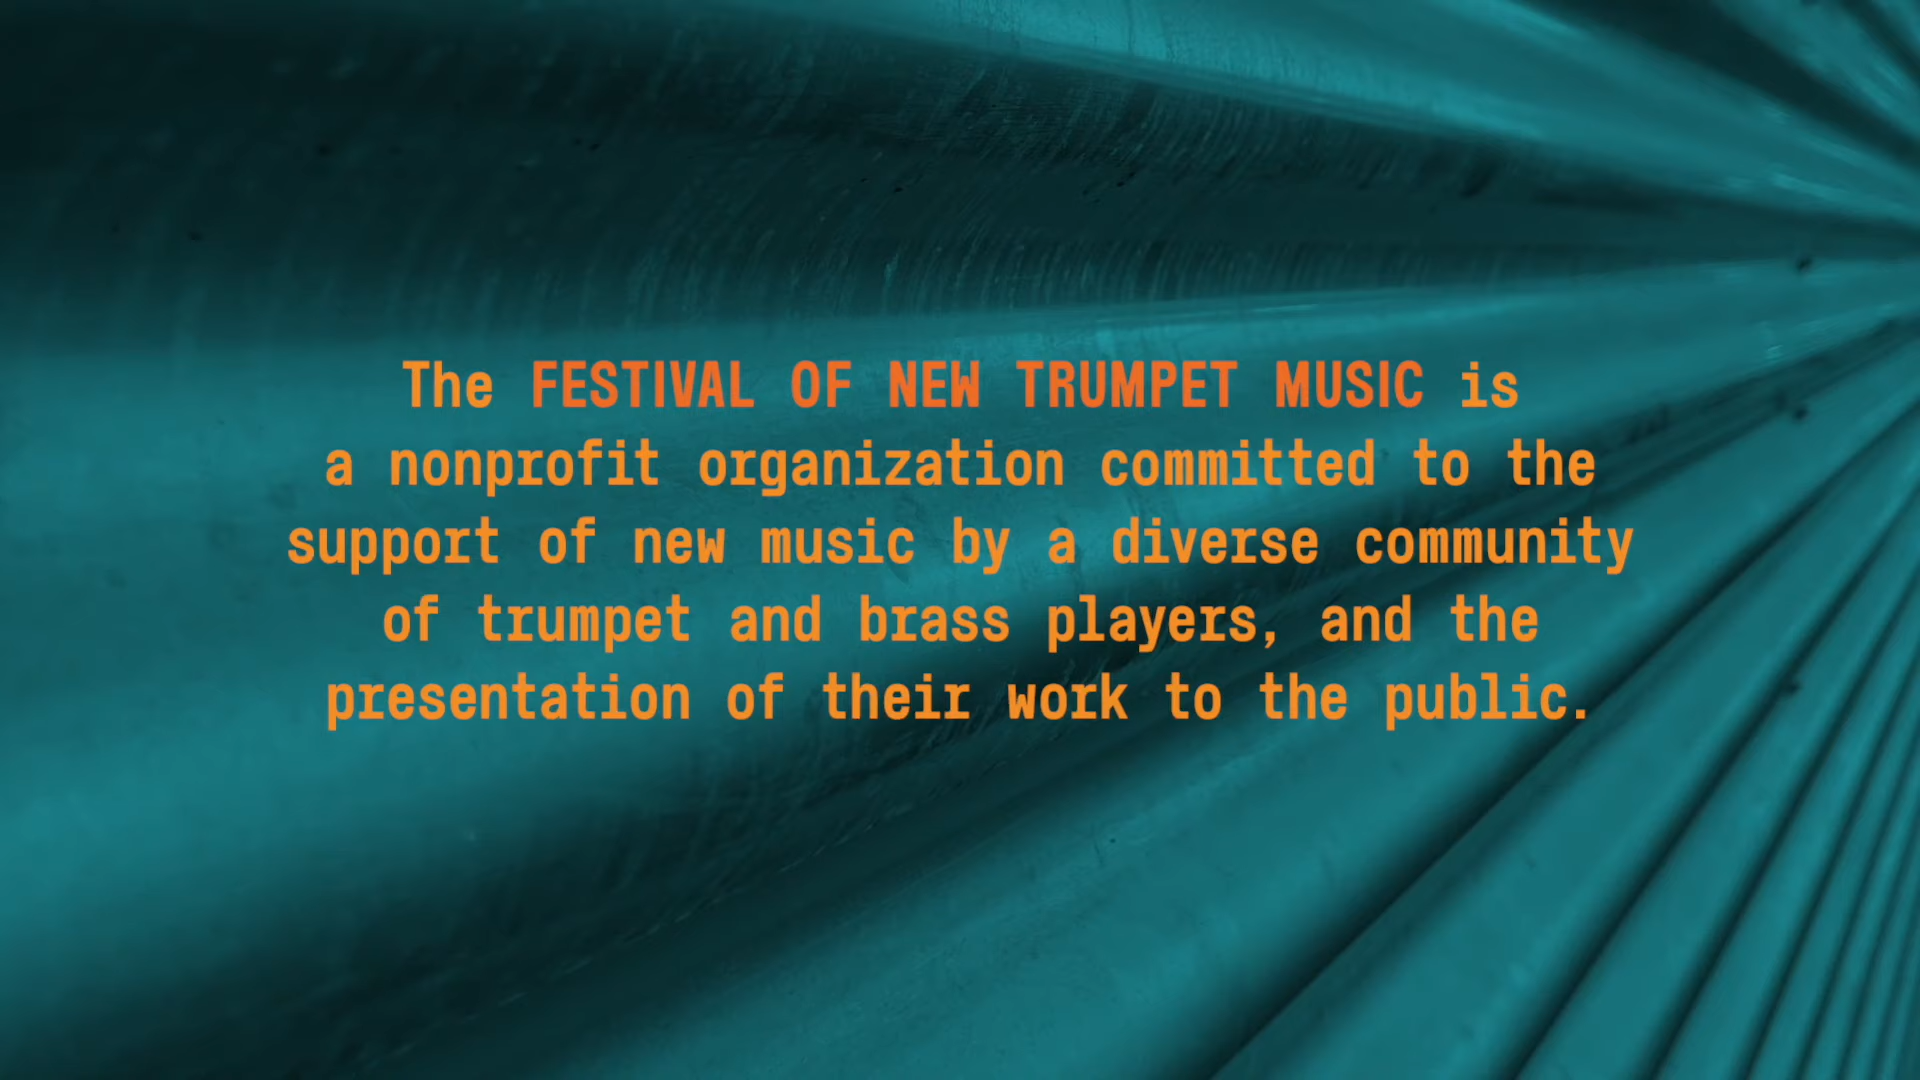 The FESTIVAL OF NEW TRUMPET MUSIC is
a nonprofit organization committed to the
support of new music by a diverse community
of trumpet and brass players, and the
presentation of their work to the public.